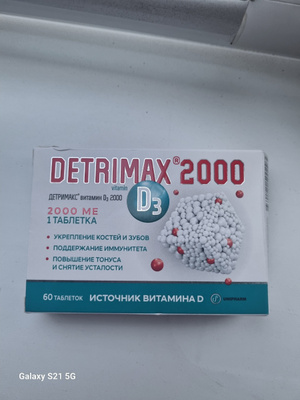 DETRIMAX® 2000
vitamin
D3
ДЕТРИМАКС® витамин D3 2000
2000 МЕ
1 ТАБЛЕТКА
• УКРЕПЛЕНИЕ КОСТЕЙ И ЗУБОВ
• ПОДДЕРЖАНИЕ ИММУНИТЕТА
• ПОВЫШЕНИЕ ТОНУСА
И СНЯТИЕ УСТАЛОСТИ
60 ТАБЛЕТОК
ИСТОЧНИК ВИТАМИНА D
UNIPHARM
Galaxy S21 5G